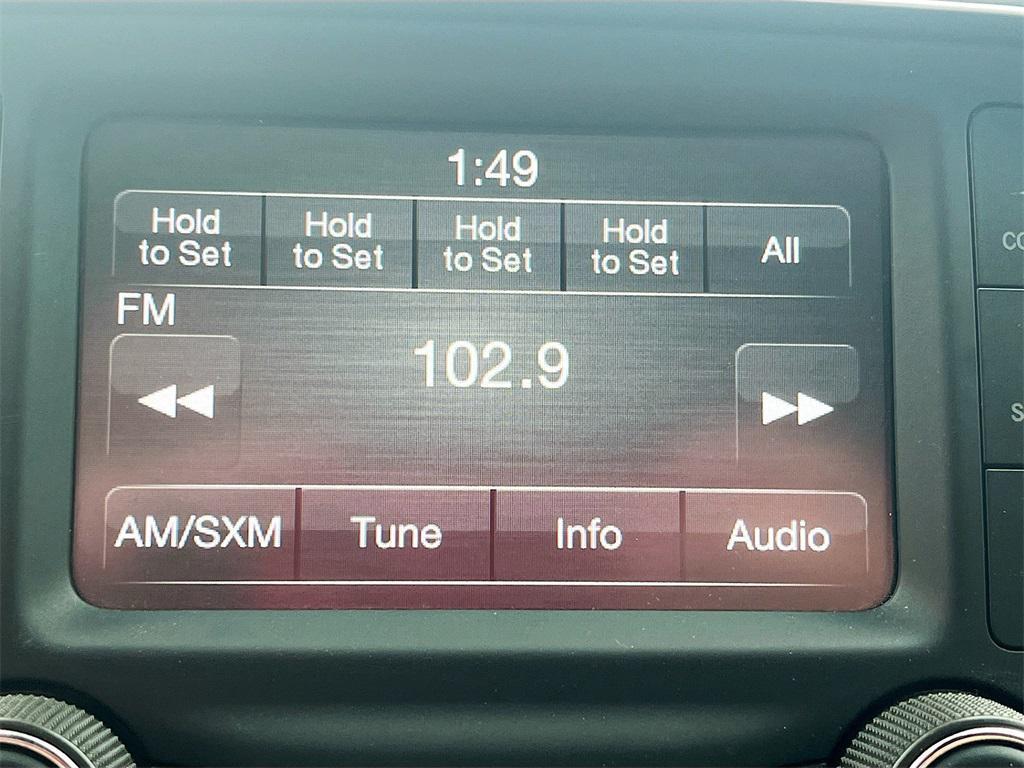 1:49
Hold to Set
Hold to Set
Hold to Set
Hold to Set
All
FM
102.9
AM/SXM
Tune
Info
Audio